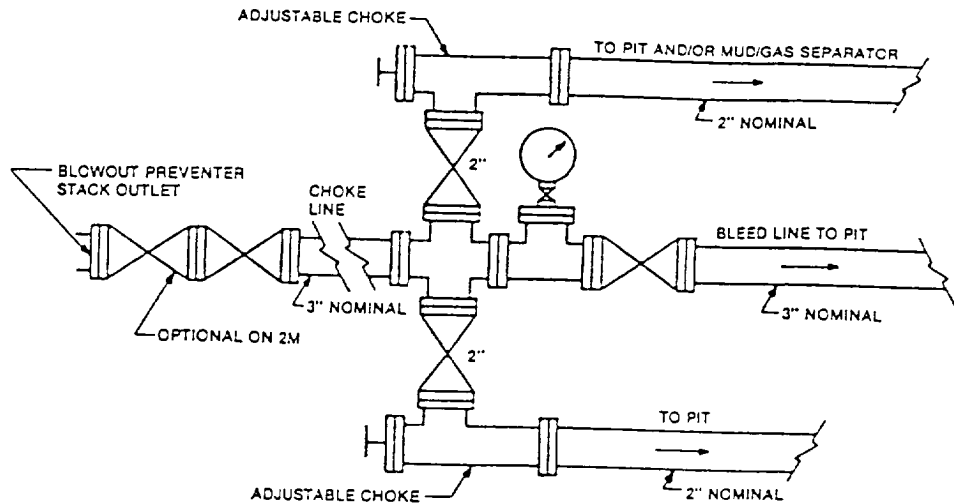 ADJUSTABLE CHOKE
TO PIT AND/OR MUD/GAS SEPARATOR
2" NOMINAL
2"
BLOWOUT PREVENTER
STACK OUTLET
CHOKE
LINE
BLEED LINE TO PIT
3" NOMINAL
3" NOMINAL
OPTIONAL ON 2M
2"
TO PIT
ADJUSTABLE CHOKE
2" NOMINAL